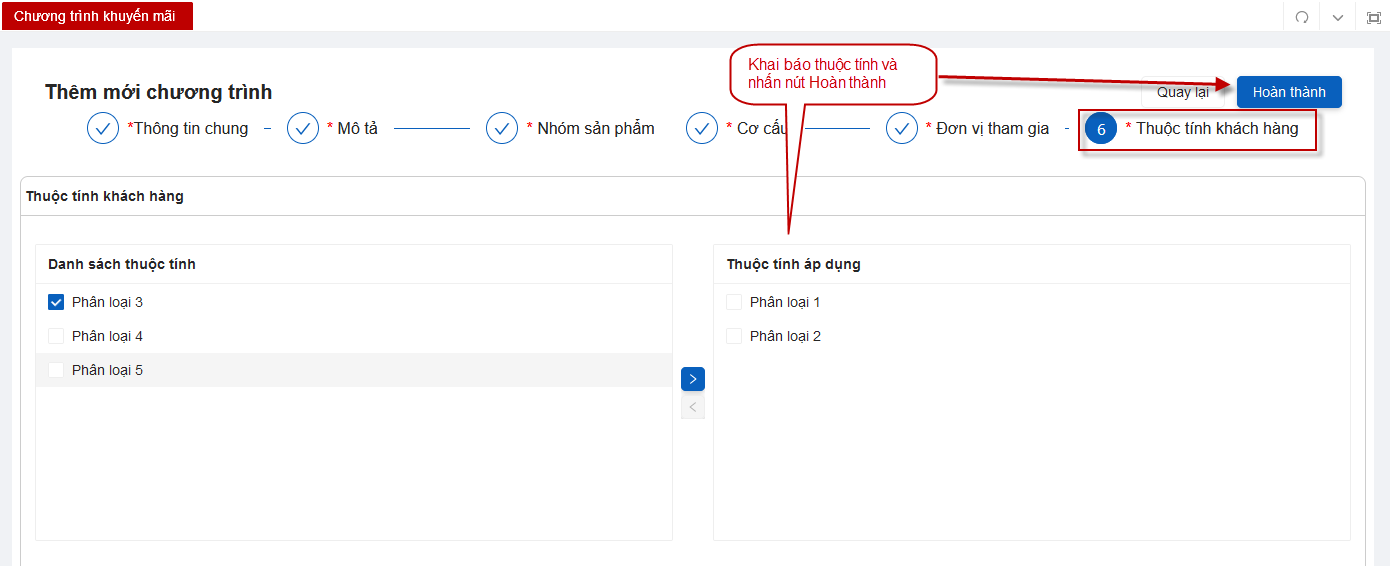 Chương trình khuyến mãi
Khai báo thuộc tính và
nhấn nút Hoàn thành
Thêm mới chương trình
Quay lại
Hoàn thành
*Thông tin chung
* Mô tả
* Nhóm sản phẩm
* Cơ cấu
* Đơn vị tham gia
6 * Thuộc tính khách hàng
Thuộc tính khách hàng
Danh sách thuộc tính
Phân loại 3
Phân loại 4
Phân loại 5
Thuộc tính áp dụng
Phân loại 1
Phân loại 2